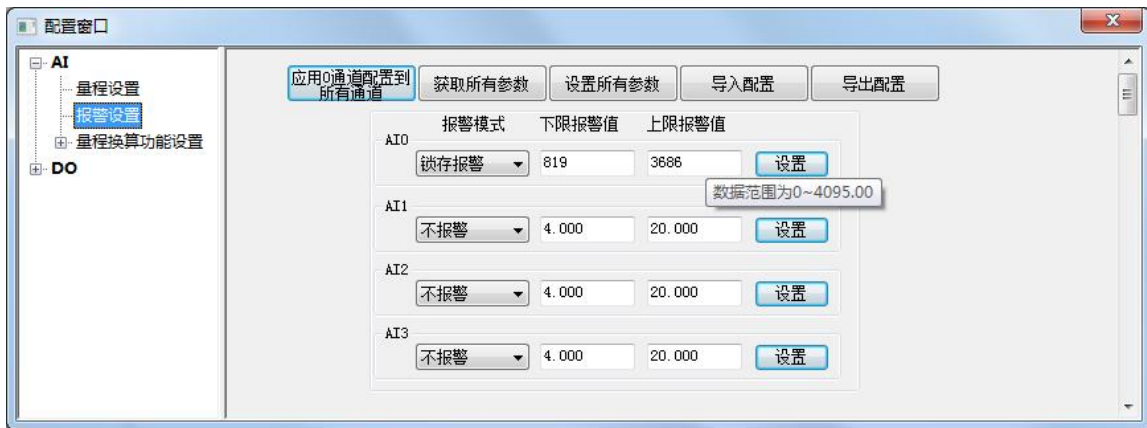 配置窗口
AI
量程设置
报警设置
量程换算功能设置
DO
应用0通道配置到
所有通道
获取所有参数
设置所有参数
导入配置
导出配置
报警模式 下限报警值 上限报警值
AI0
锁存报警 819 3686 设置
数据范围为0~4095.00
AI1
不报警 4.000 20.000 设置
AI2
不报警 4.000 20.000 设置
AI3
不报警 4.000 20.000 设置